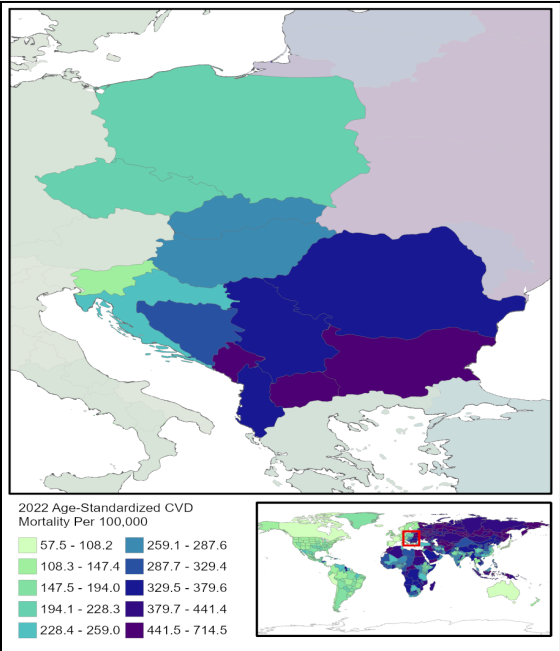 2022 Age-Standardized CVD
Mortality Per 100,000
57.5 - 108.2
108.3 - 147.4
147.5 - 194.0
194.1 - 228.3
228.4 - 259.0
259.1 - 287.6
287.7 - 329.4
329.5 - 379.6
379.7 - 441.4
441.5 - 714.5